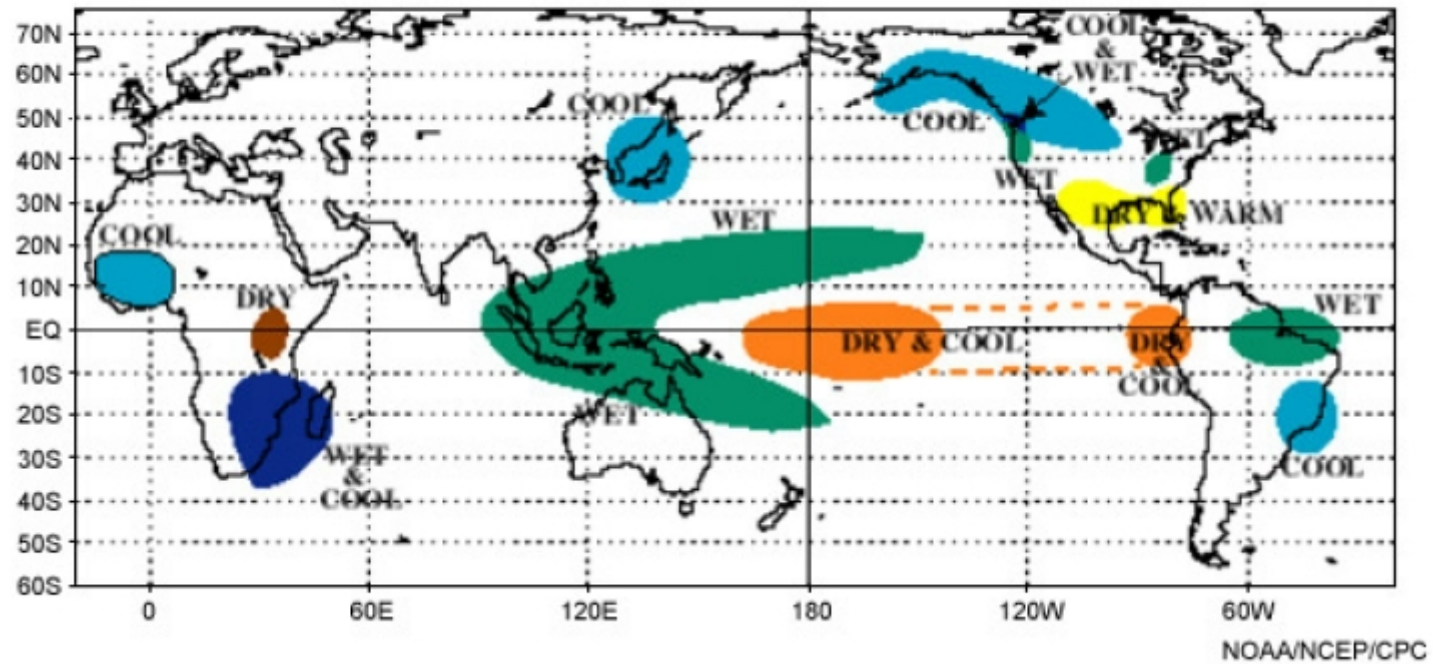 70N
60N
50N
40N
30N
20N
10N
EQ
10S
20S
30S
40S
50S
60S
0
60E
120E
180
120W
60W
COOL
&
WET
COOL
COOL
WET
WET
DRY & WARM
COOL
WET
DRY
WET
DRY & COOL
DRY
&
COOL
WET
WET
&
COOL
COOL
NOAA/NCEP/CPC